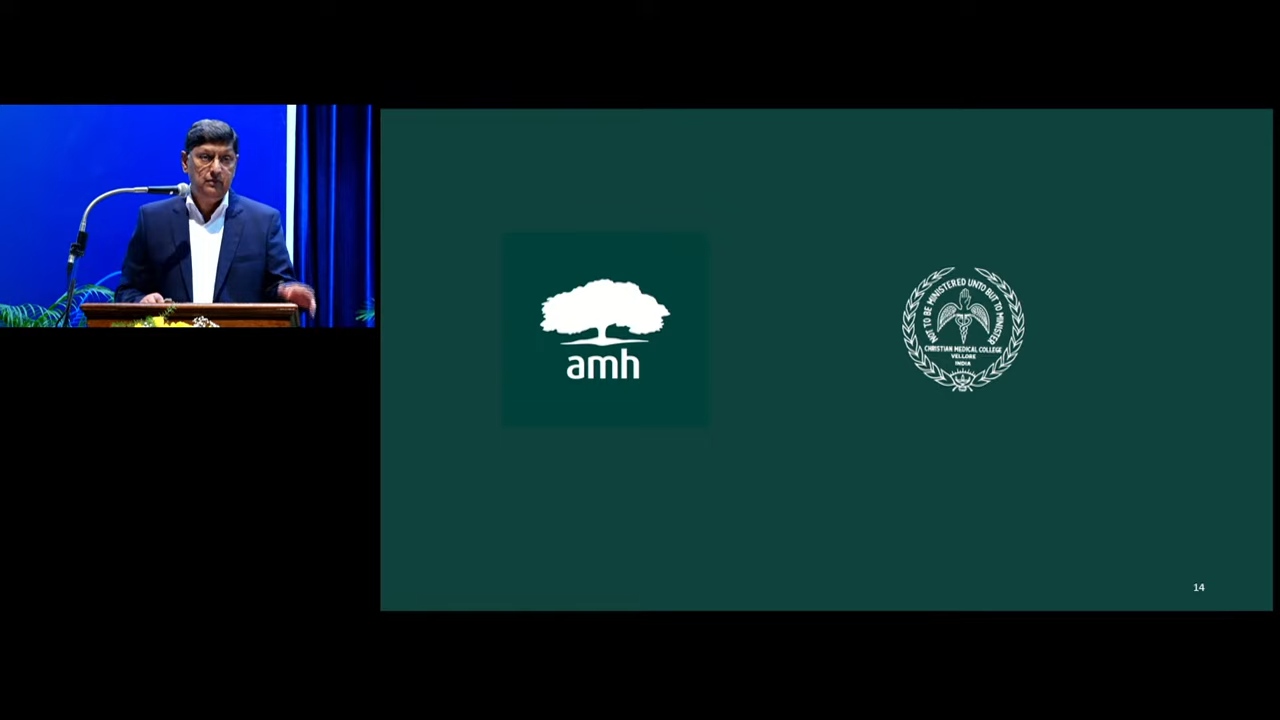 amh
NOT TO BE MINISTERED UNTO BUT TO MINISTER
CHRISTIAN MEDICAL COLLEGE
VELLORE
INDIA
14